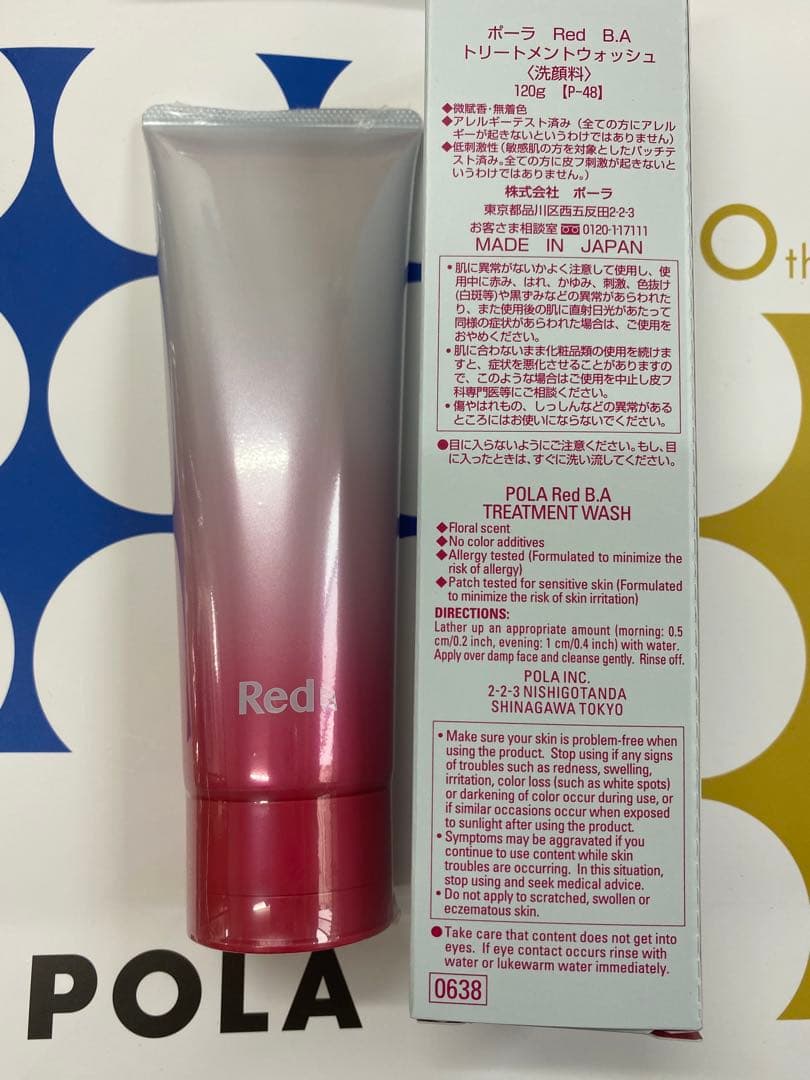 ポーラ Red B.A
トリートメントウォッシュ
〈洗顔料〉
120g 【P-48】
◆微賦香・無着色
◆アレルギーテスト済み(全ての方にアレル
ギーが起きないというわけではありません)
◆低刺激性(敏感肌の方を対象としたパッチテ
スト済み。全ての方に皮フ刺激が起きないと
いうわけではありません。)
株式会社 ポーラ
東京都品川区西五反田2-2-3
お客さま相談室 0120-117111
MADE IN JAPAN
・肌に異常がないかよく注意して使用し、使
用中に赤み、はれ、かゆみ、刺激、色抜け
(白斑等)や黒ずみなどの異常があらわれた
り、また使用後の肌に直射日光があたって
同様の症状があらわれた場合は、ご使用を
おやめください。
・肌に合わないまま化粧品類の使用を続けま
すと、症状を悪化させることがありますの
で、このような場合はご使用を中止し皮フ
科専門医等にご相談ください。
・傷やはれもの、しっしんなどの異常がある
ところにはお使いにならないでください。
●目に入らないようにご注意ください。もし、目
に入ったときは、すぐに洗い流してください。
POLA Red B.A
TREATMENT WASH
◆Floral scent
◆No color additives
◆Allergy tested (Formulated to minimize the
risk of allergy)
◆Patch tested for sensitive skin (Formulated
to minimize the risk of skin irritation)
DIRECTIONS:
Lather up an appropriate amount (morning: 0.5
cm/0.2 inch, evening: 1 cm/0.4 inch) with water.
Apply over damp face and cleanse gently. Rinse off.
POLA INC.
2-2-3 NISHIGOTANDA
SHINAGAWA TOKYO
• Make sure your skin is problem-free when
using the product. Stop using if any signs
of troubles such as redness, swelling,
irritation, color loss (such as white spots)
or darkening of color occur during use, or
if similar occasions occur when exposed
to sunlight after using the product.
• Symptoms may be aggravated if you
continue to use content while skin
troubles are occurring. In this situation,
stop using and seek medical advice.
• Do not apply to scratched, swollen or
eczematous skin.
●Take care that content does not get into
eyes. If eye contact occurs rinse with
water or lukewarm water immediately.
0638
Red
POLA
0th